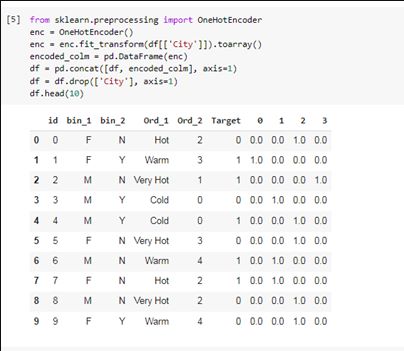 [5] from sklearn.preprocessing import OneHotEncoder
enc = OneHotEncoder()
enc = enc.fit_transform(df[['City']]).toarray()
encoded_colm = pd.DataFrame(enc)
df = pd.concat([df, encoded_colm], axis=1)
df = df.drop(['City'], axis=1)
df.head(10)
id bin_1 bin_2 Ord_1 Ord_2 Target 0 1 2 3
0 0 F N Hot 2 0 0.0 0.0 1.0 0.0
1 1 F Y Warm 3 1 1.0 0.0 0.0 0.0
2 2 M N Very Hot 1 1 0.0 0.0 0.0 1.0
3 3 M Y Cold 0 0 0.0 1.0 0.0 0.0
4 4 M Y Cold 0 1 0.0 0.0 1.0 0.0
5 5 F N Very Hot 3 0 0.0 0.0 1.0 0.0
6 6 M N Warm 4 1 0.0 1.0 0.0 0.0
7 7 F N Hot 2 1 0.0 1.0 0.0 0.0
8 8 M N Very Hot 2 0 0.0 0.0 1.0 0.0
9 9 F Y Warm 4 0 0.0 0.0 1.0 0.0